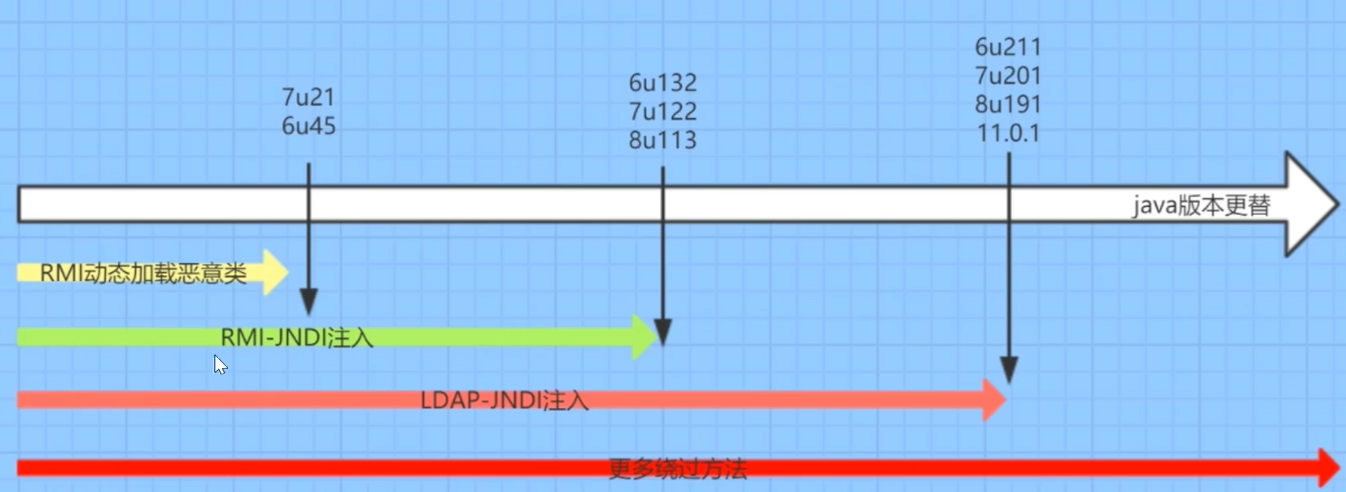 7u21
6u45
6u132
7u122
8u113
6u211
7u201
8u191
11.0.1
java版本更替
RMI动态加载恶意类
RMI-JNDI注入
LDAP-JNDI注入
更多绕过方法